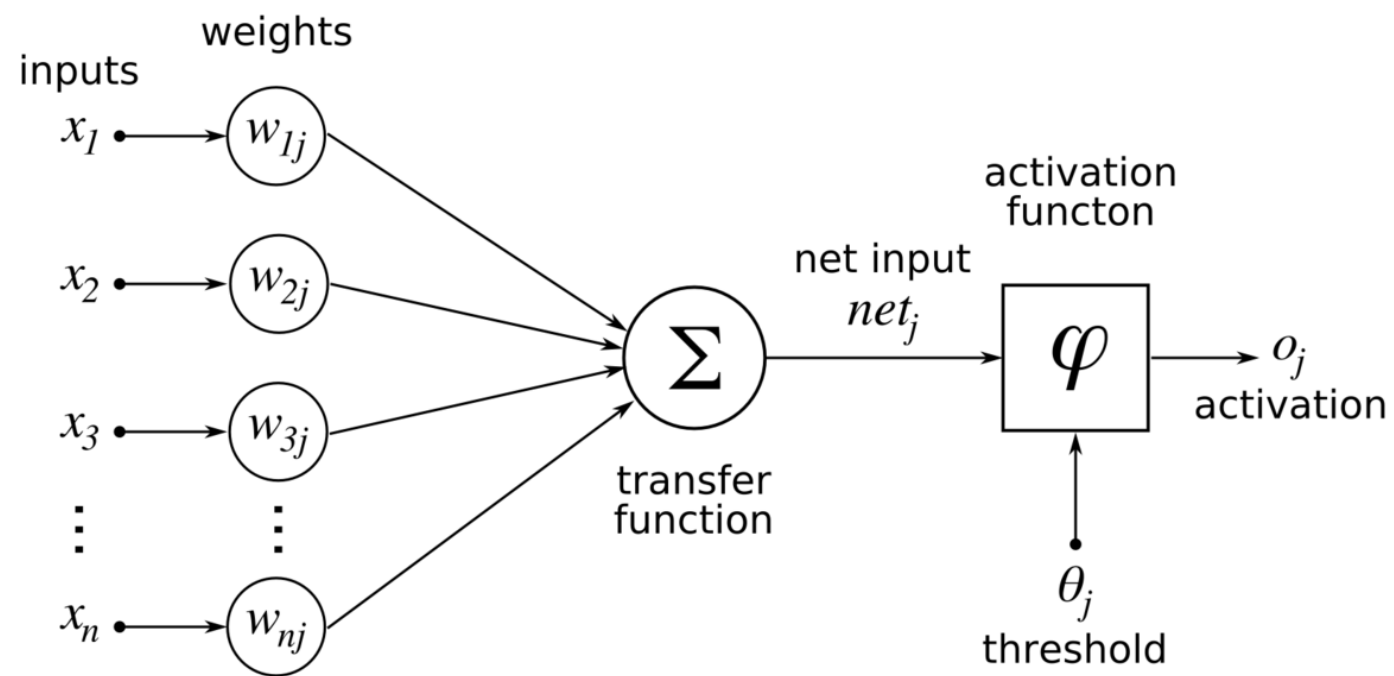 weights
inputs
x1 w1j
x2 w2j
x3 w3j
⋮ ⋮
xn wnj
Σ
transfer
function
net input
netj
activation
functon
φ
oj
activation
θj
threshold